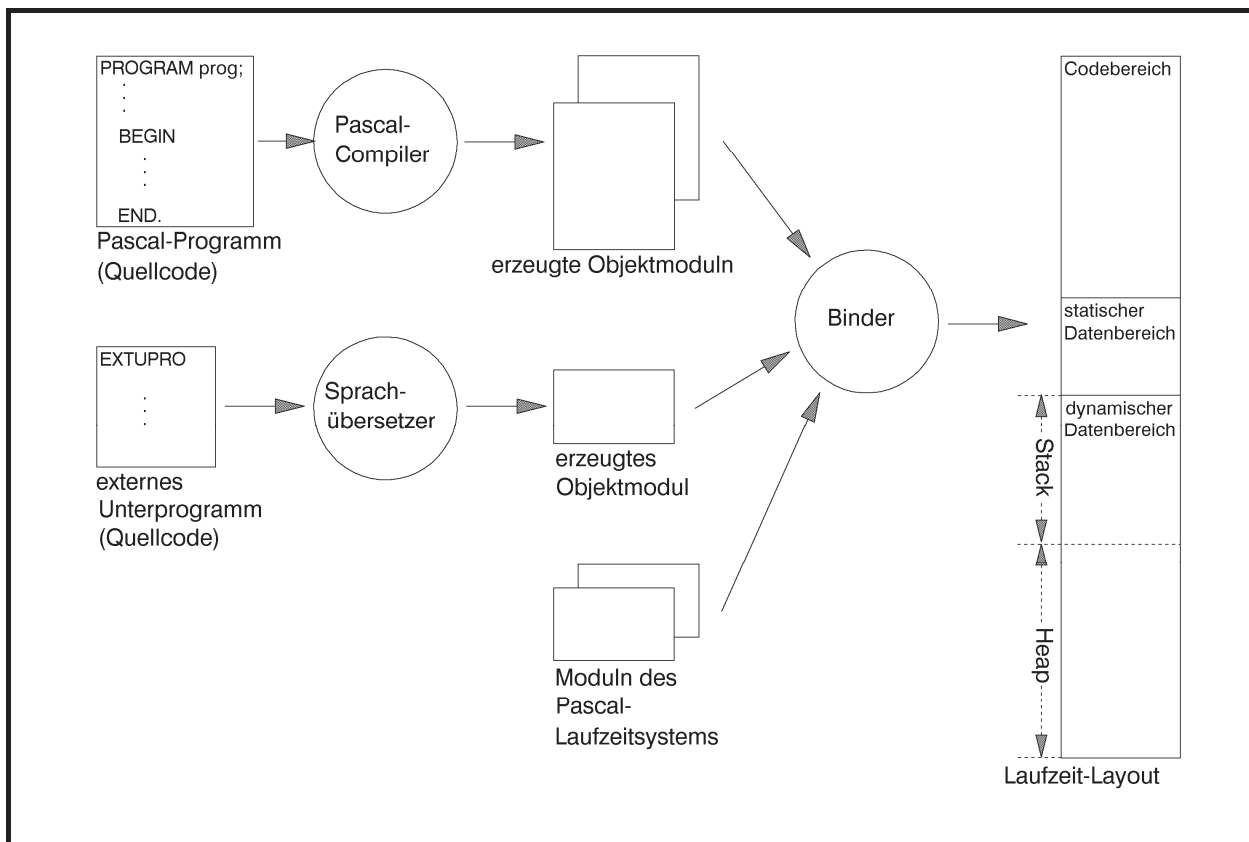 PROGRAM prog;
.
.
.
BEGIN
.
.
.
END.
Pascal-Programm
(Quellcode)
Pascal-
Compiler
erzeugte Objektmoduln
EXTUPRO
.
.
.
externes
Unterprogramm
(Quellcode)
Sprach-
übersetzer
erzeugtes
Objektmodul
Moduln des
Pascal-
Laufzeitsystems
Binder
Codebereich
statischer
Datenbereich
dynamischer
Datenbereich
Stack
Heap
Laufzeit-Layout